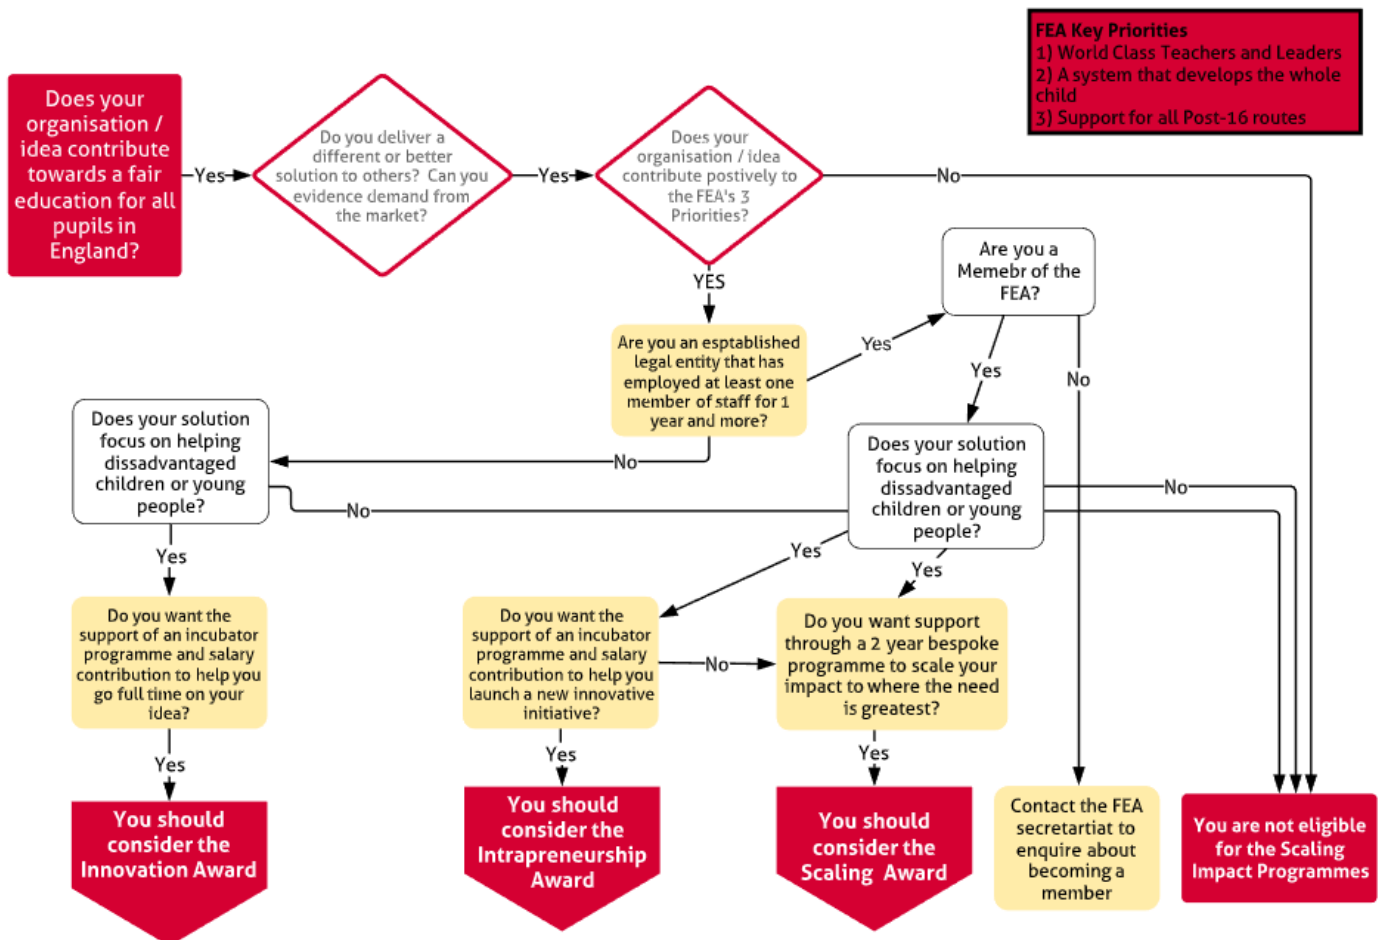 FEA Key Priorities
1) World Class Teachers and Leaders
2) A system that develops the whole
child
3) Support for all Post-16 routes
Does your
organisation /
idea contribute
towards a fair
education for all
pupils in
England?
Yes
Do you deliver a
different or better
solution to others? Can you
evidence demand from
the market?
Yes
Does your
organisation / idea
contribute postively to
the FEA's 3
Priorities?
No
YES
Are you a
Memebr of the
FEA?
Are you an esptablished
legal entity that has
employed at least one
member of staff for 1
year and more?
Yes
Yes
No
No
Does your solution
focus on helping
dissadvantaged
children or young
people?
No
Yes
Does your solution
focus on helping
dissadvantaged
children or young
people?
No
Yes
Yes
Do you want the
support of an incubator
programme and salary
contribution to help you
go full time on your
idea?
Yes
Do you want the
support of an incubator
programme and salary
contribution to help you
launch a new innovative
initiative?
No
Yes
Do you want support
through a 2 year bespoke
programme to scale your
impact to where the need
is greatest?
Yes
You should
consider the
Innovation Award
You should
consider the
Intrapreneurship
Award
You should
consider the
Scaling Award
Contact the FEA
secretartiat to
enquire about
becoming a
member
You are not eligible
for the Scaling
Impact Programmes